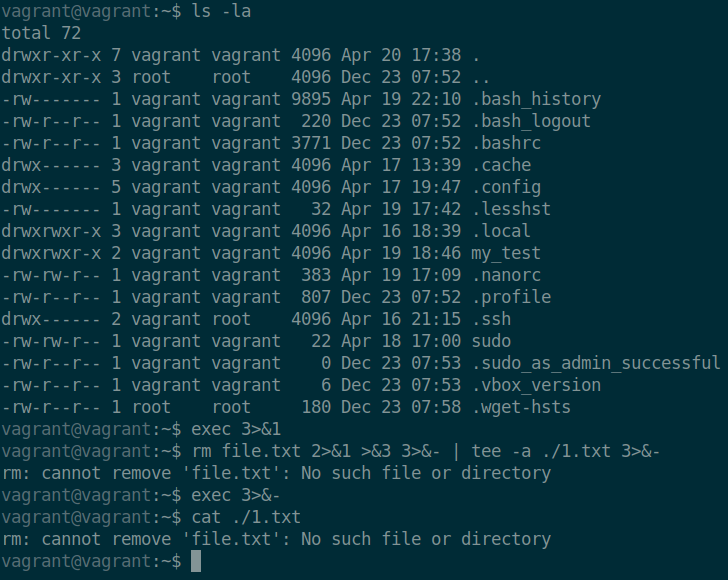 vagrant@vagrant:~$ ls -la
total 72
drwxr-xr-x 7 vagrant vagrant 4096 Apr 20 17:38 .
drwxr-xr-x 3 root    root    4096 Dec 23 07:52 ..
-rw------- 1 vagrant vagrant 9895 Apr 19 22:10 .bash_history
-rw-r--r-- 1 vagrant vagrant  220 Dec 23 07:52 .bash_logout
-rw-r--r-- 1 vagrant vagrant 3771 Dec 23 07:52 .bashrc
drwx------ 3 vagrant vagrant 4096 Apr 17 13:39 .cache
drwx------ 5 vagrant vagrant 4096 Apr 17 19:47 .config
-rw------- 1 vagrant vagrant   32 Apr 19 17:42 .lesshst
drwxrwxr-x 3 vagrant vagrant 4096 Apr 16 18:39 .local
drwxrwxr-x 2 vagrant vagrant 4096 Apr 19 18:46 my_test
-rw-rw-r-- 1 vagrant vagrant  383 Apr 19 17:09 .nanorc
-rw-r--r-- 1 vagrant vagrant  807 Dec 23 07:52 .profile
drwx------ 2 vagrant root    4096 Apr 16 21:15 .ssh
-rw-rw-r-- 1 vagrant vagrant   22 Apr 18 17:00 sudo
-rw-r--r-- 1 vagrant vagrant    0 Dec 23 07:53 .sudo_as_admin_successful
-rw-r--r-- 1 vagrant vagrant    6 Dec 23 07:53 .vbox_version
-rw-r--r-- 1 root    root     180 Dec 23 07:58 .wget-hsts
vagrant@vagrant:~$ exec 3>&1
vagrant@vagrant:~$ rm file.txt 2>&1 >&3 3>&- | tee -a ./1.txt 3>&-
rm: cannot remove 'file.txt': No such file or directory
vagrant@vagrant:~$ exec 3>&-
vagrant@vagrant:~$ cat ./1.txt
rm: cannot remove 'file.txt': No such file or directory
vagrant@vagrant:~$